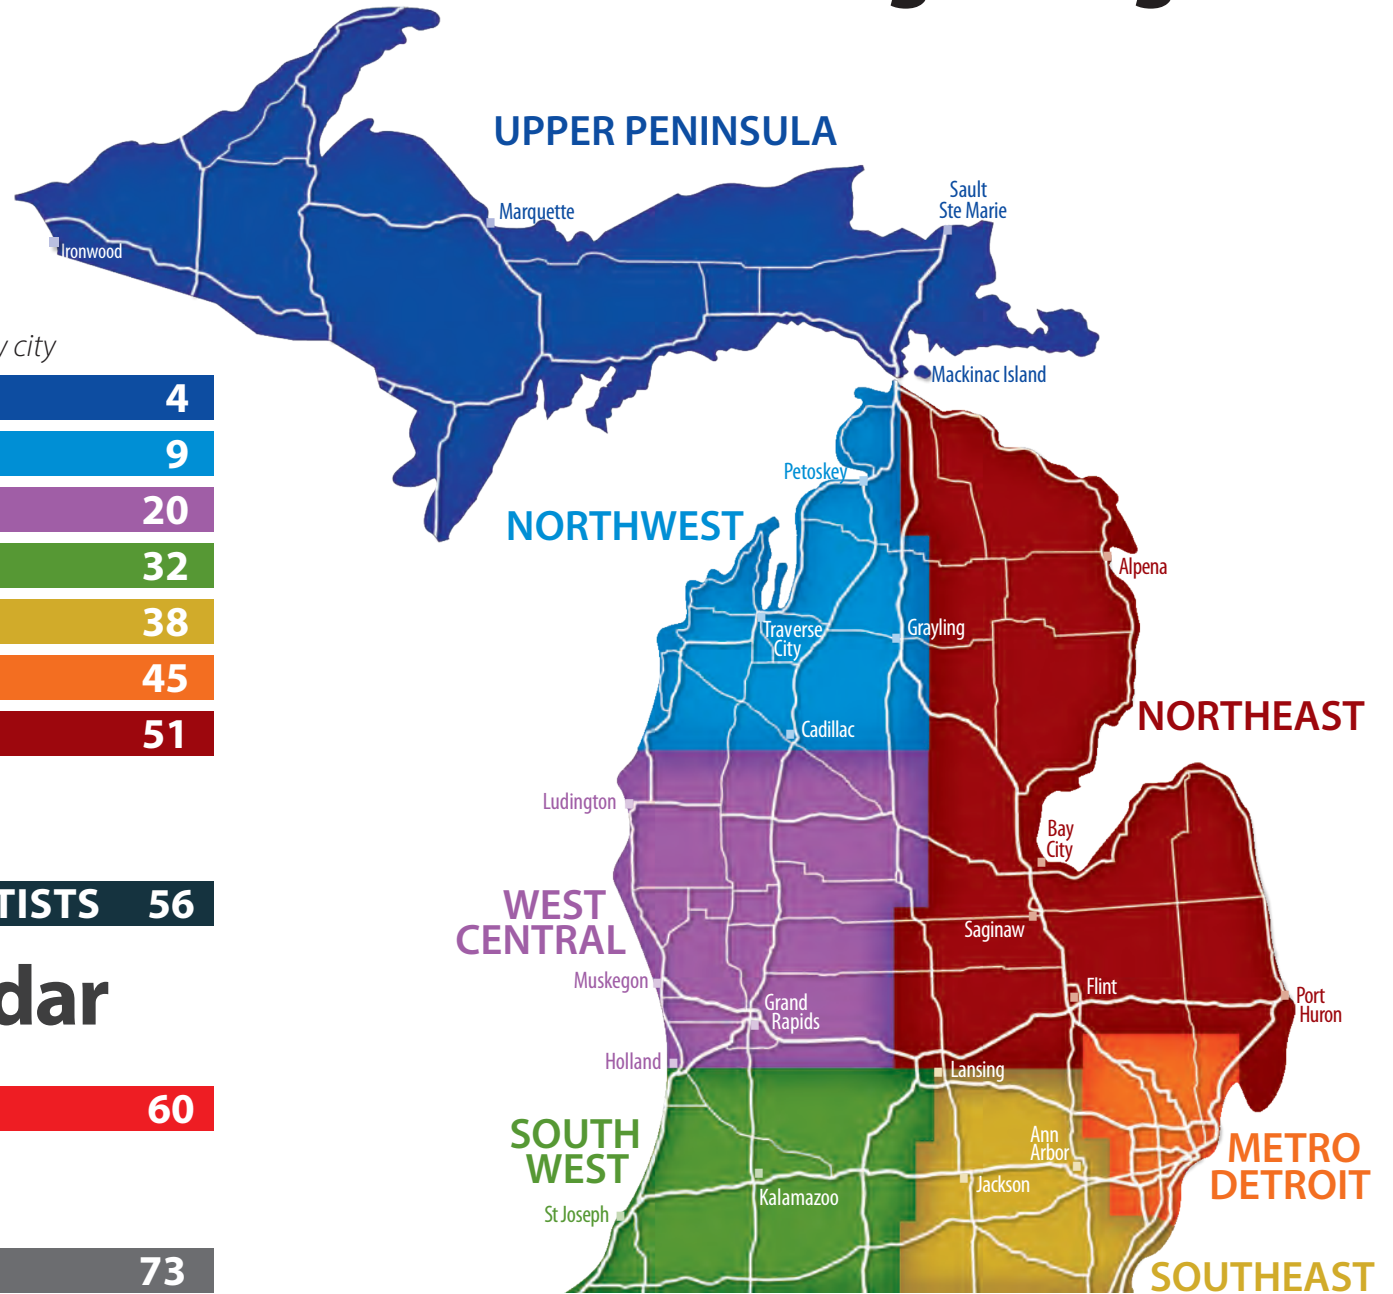 UPPER PENINSULA
Sault
Ste Marie
Marquette
Ironwood
y city
Mackinac Island
4
9
20
32
38
45
51
Petoskey
NORTHWEST
Alpena
Traverse
City
Grayling
NORTHEAST
Cadillac
Ludington
Bay
City
TISTS 56
WEST
CENTRAL
Saginaw
dar
Muskegon
Flint
Grand
Rapids
Port
Huron
Holland
Lansing
60
SOUTH
WEST
Ann
Arbor
METRO
DETROIT
Kalamazoo
Jackson
St Joseph
73
SOUTHEAST